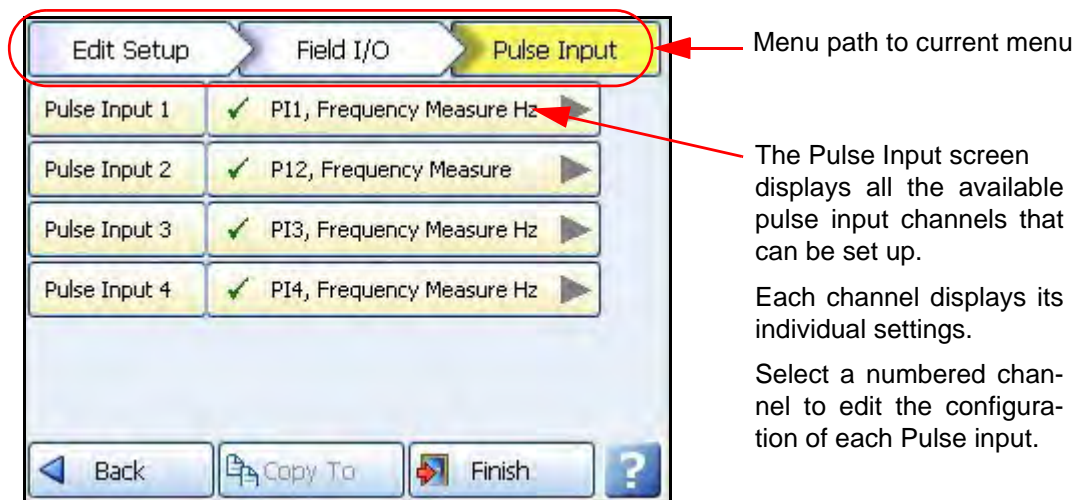 Edit Setup
Field I/O
Pulse Input
Menu path to current menu
Pulse Input 1
✓ PI1, Frequency Measure Hz
Pulse Input 2
✓ P12, Frequency Measure
Pulse Input 3
✓ PI3, Frequency Measure Hz
Pulse Input 4
✓ PI4, Frequency Measure Hz
The Pulse Input screen
displays all the available
pulse input channels that
can be set up.
Each channel displays its
individual settings.
Select a numbered chan-
nel to edit the configura-
tion of each Pulse input.
Back
Copy To
Finish
?